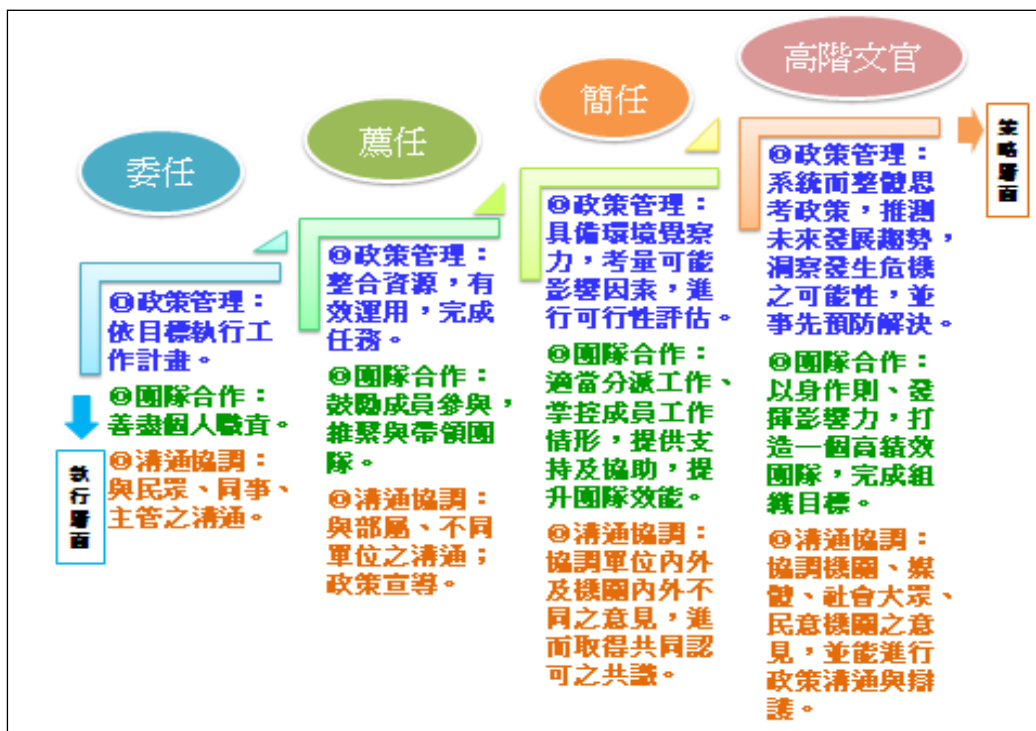 委任
❶政策管理：
依目標執行工
作計畫。
❷團隊合作：
善盡個人職責。
❸溝通協調：
與民眾、同事、
主管之溝通。
執行層面
薦任
❶政策管理：
整合資源，有
效運用，完成
任務。
❷團隊合作：
鼓勵成員參與，
維繫與帶領團
隊。
❸溝通協調：
與部屬、不同
單位之溝通；
政策宣導。
簡任
❶政策管理：
具備環境覺察
力，考量可能
影響因素，進
行可行性評估。
❷團隊合作：
適當分派工作、
掌控成員工作
情形，提供支
持及協助，提
升團隊效能。
❸溝通協調：
協調單位內外
及機關內外不
同之意見，進
而取得共同認
可之共識。
高階文官
❶政策管理：
系統而整體思
考政策，推測
未來發展趨勢，
洞察發生危機
之可能性，並
事先預防解決。
❷團隊合作：
以身作則、發
揮影響力，打
造一個高績效
團隊，完成組
織目標。
❸溝通協調：
協調機關、媒
體、社會大眾、
民意機關之意
見，並能進行
政策溝通與辯
護。
策略層面